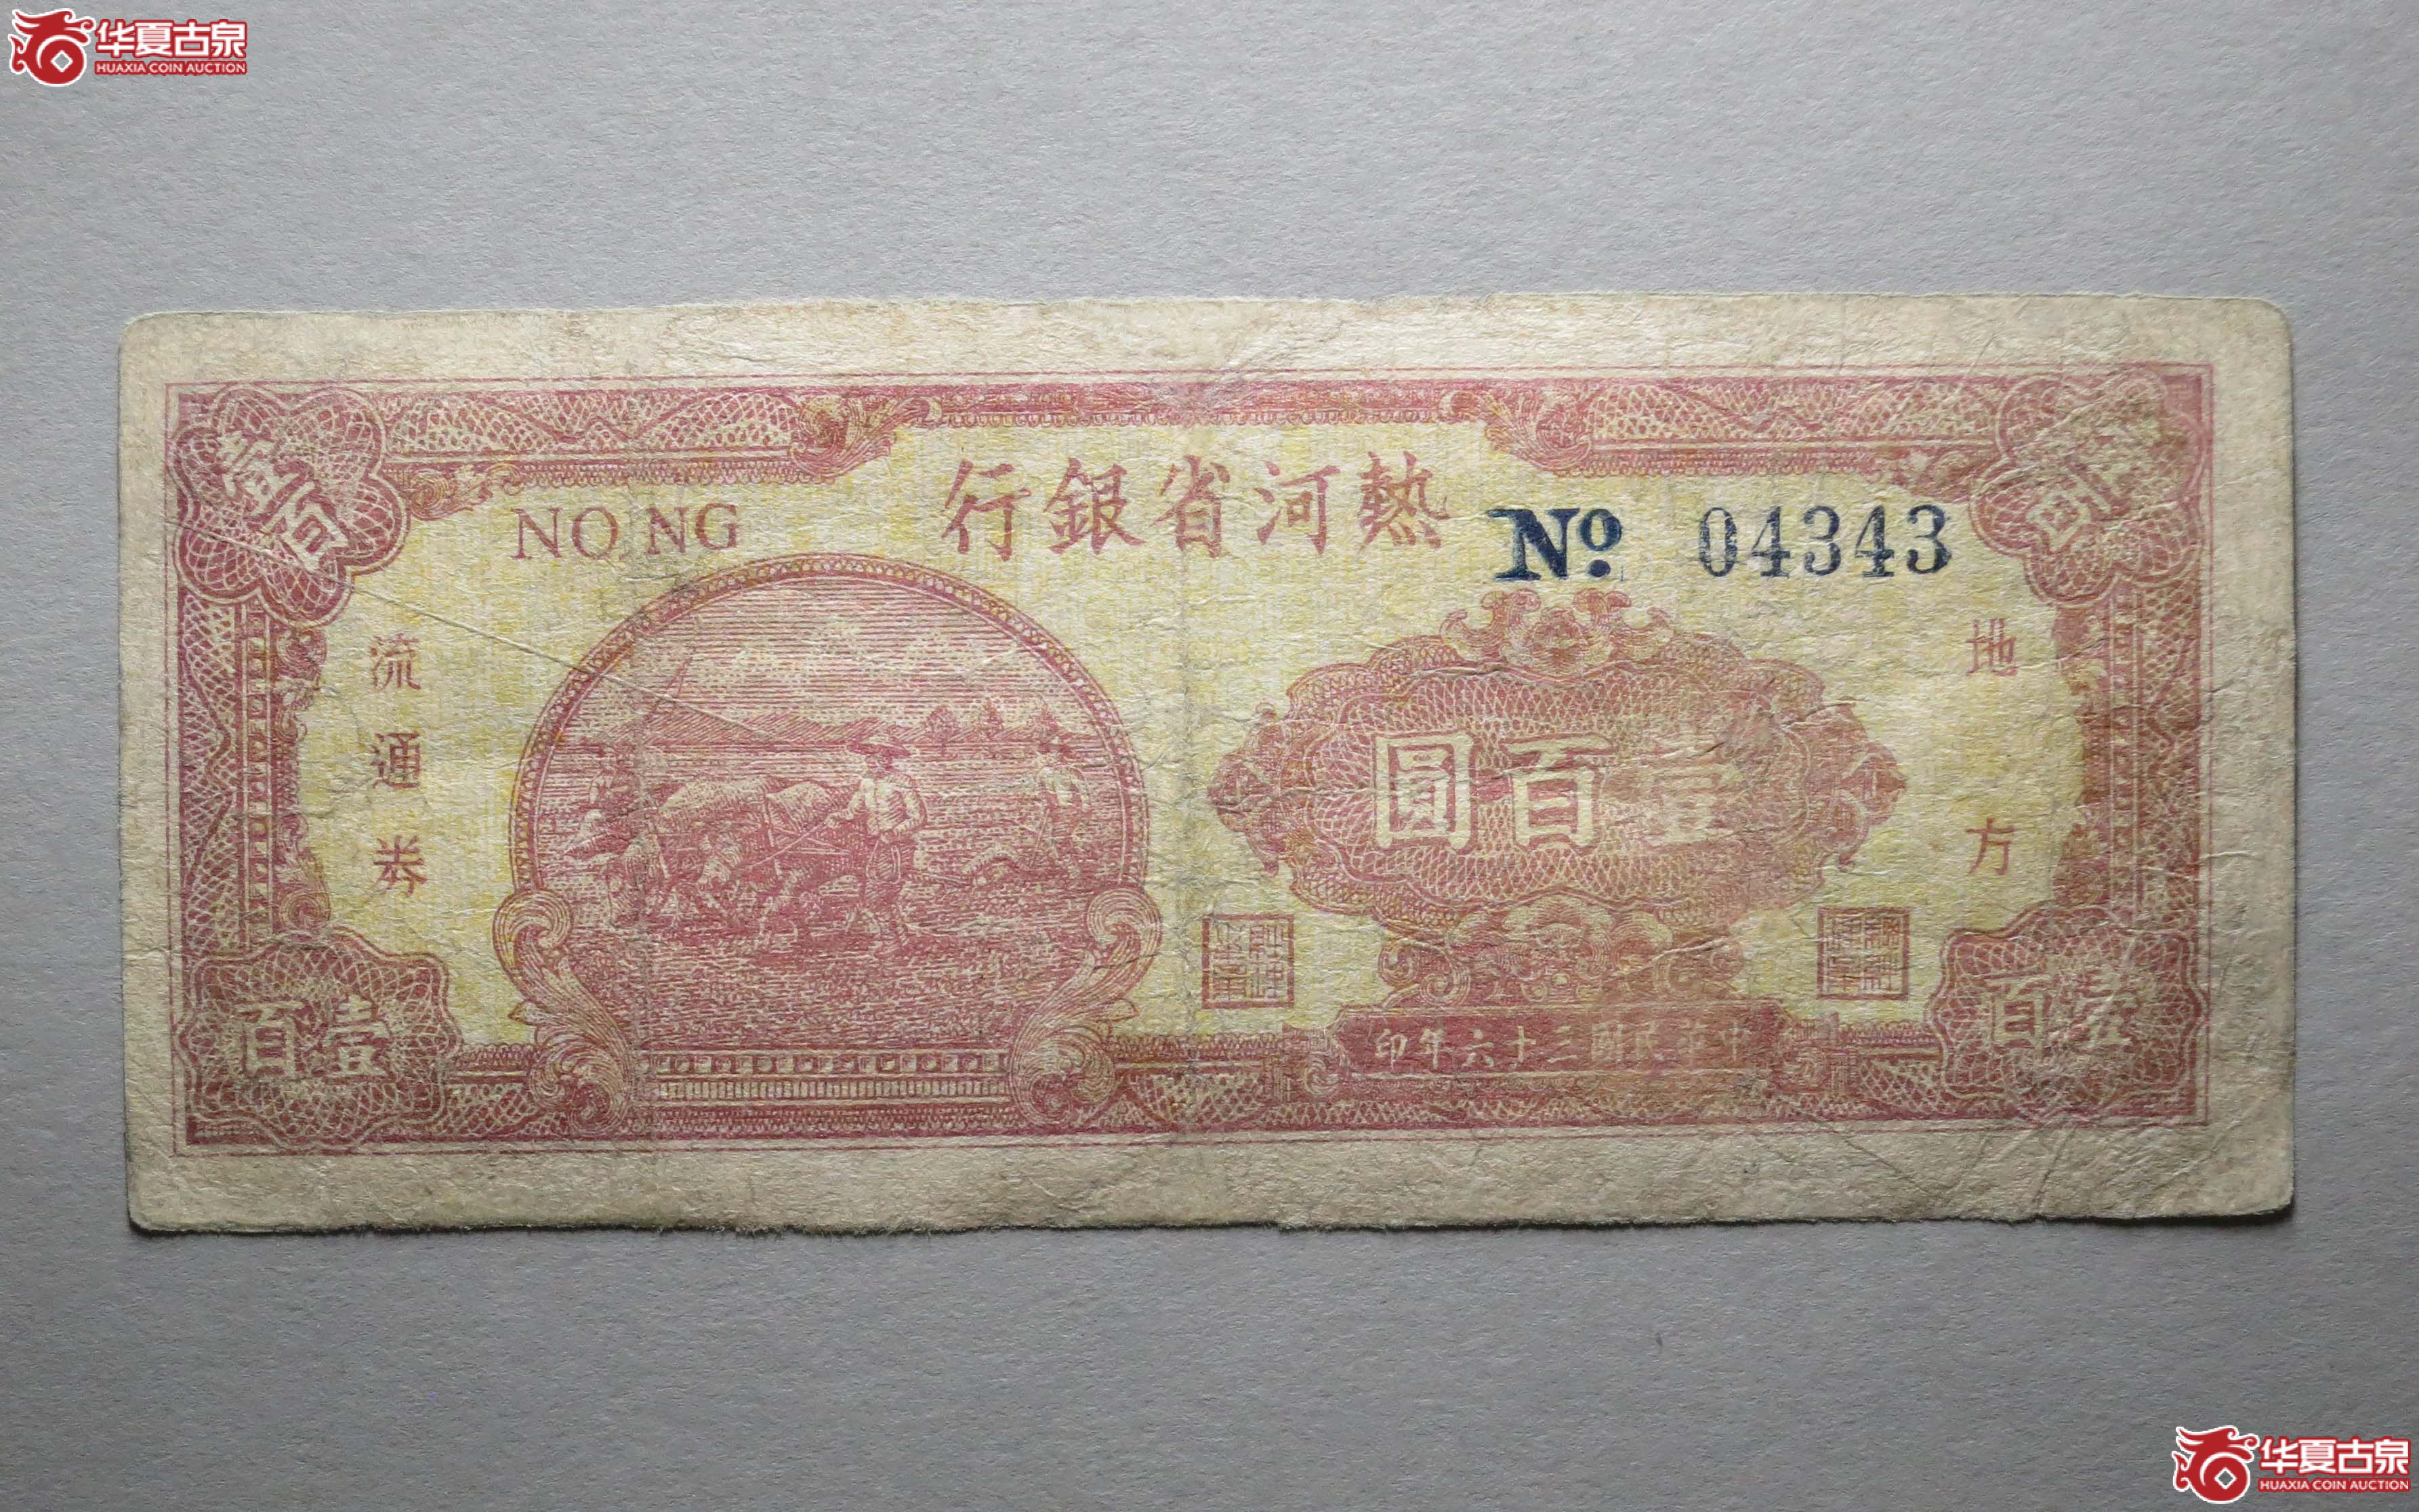 华夏古泉
HUAXIA COIN AUCTION
壹百
壹百
行銀省河熱
NO NG
№ 04343
流通券
地方
圓百壹
印年六十三國民華中
百壹
百壹
华夏古泉
HUAXIA COIN AUCTION